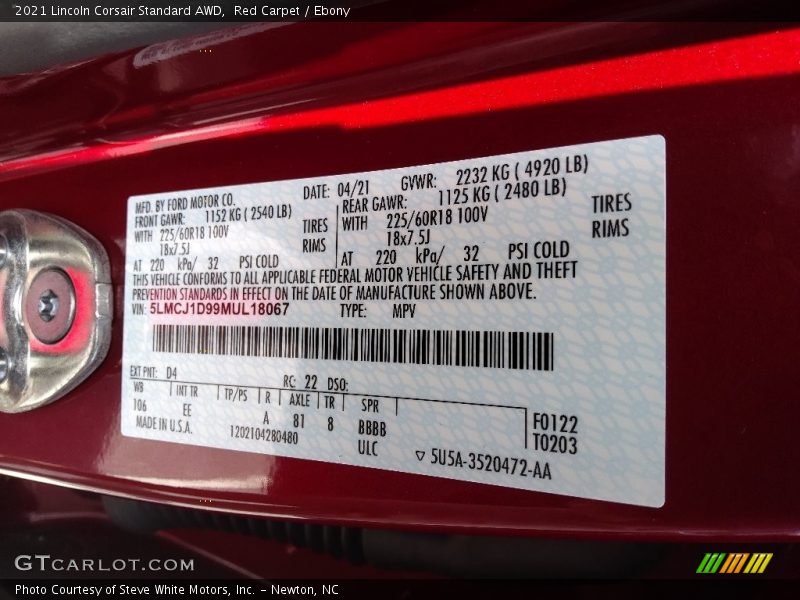 2021 Lincoln Corsair Standard AWD,  Red Carpet / Ebony
MFD. BY FORD MOTOR CO.
DATE: 04/21 GVWR: 2232 KG ( 4920 LB)
FRONT GAWR: 1152 KG ( 2540 LB) REAR GAWR: 1125 KG ( 2480 LB)
WITH 225/60R18 100V TIRES WITH 225/60R18 100V TIRES
18x7.5J RIMS 18x7.5J RIMS
AT 220 kPa/ 32 PSI COLD AT 220 kPa/ 32 PSI COLD
THIS VEHICLE CONFORMS TO ALL APPLICABLE FEDERAL MOTOR VEHICLE SAFETY AND THEFT
PREVENTION STANDARDS IN EFFECT ON THE DATE OF MANUFACTURE SHOWN ABOVE.
VIN: 5LMCJ1D99MUL18067 TYPE: MPV
EXT PNT: D4 RC: 22 DSO:
WB INT TR TP/PS R AXLE TR SPR
106 EE A 81 8 BBBB
F0122
T0203
MADE IN U.S.A. 1202104280480 ULC
▽ 5U5A-3520472-AA
GTCARLOT.COM
Photo Courtesy of Steve White Motors, Inc. – Newton, NC